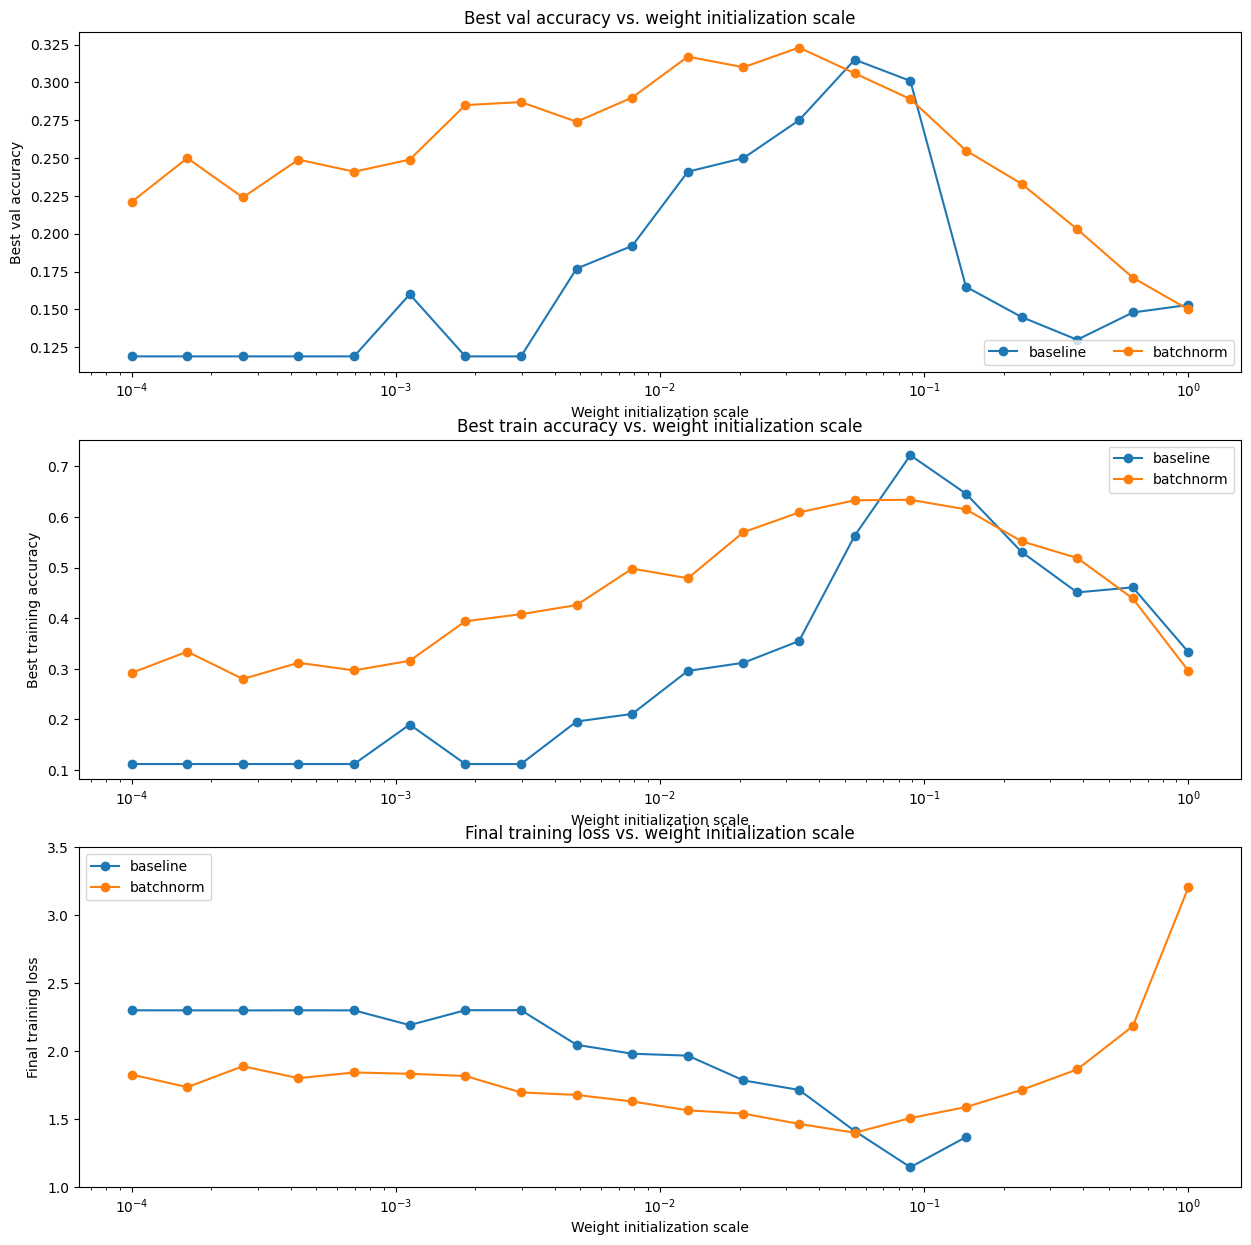 Best val accuracy vs. weight initialization scale
Best val accuracy
0.325
0.300
0.275
0.250
0.225
0.200
0.175
0.150
0.125
baseline
batchnorm
10⁻⁴
10⁻³
10⁻²
10⁻¹
10⁰
Weight initialization scale
Best train accuracy vs. weight initialization scale
Best training accuracy
0.7
0.6
0.5
0.4
0.3
0.2
0.1
baseline
batchnorm
10⁻⁴
10⁻³
10⁻²
10⁻¹
10⁰
Weight initialization scale
Final training loss vs. weight initialization scale
Final training loss
3.5
3.0
2.5
2.0
1.5
1.0
baseline
batchnorm
10⁻⁴
10⁻³
10⁻²
10⁻¹
10⁰
Weight initialization scale